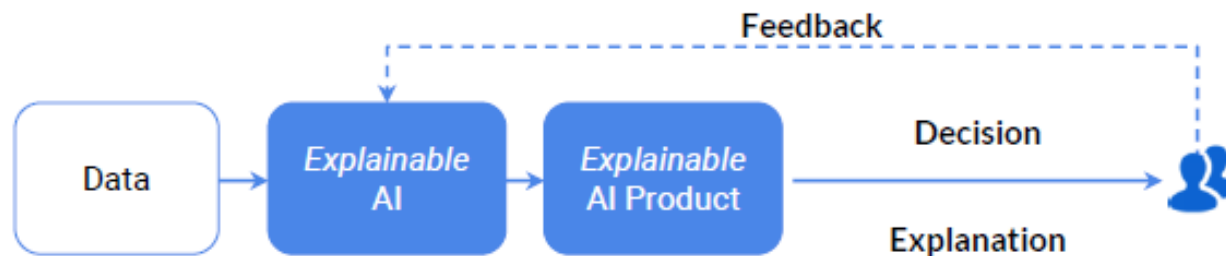 Feedback
Data
Explainable
AI
Explainable
AI Product
Decision
Explanation